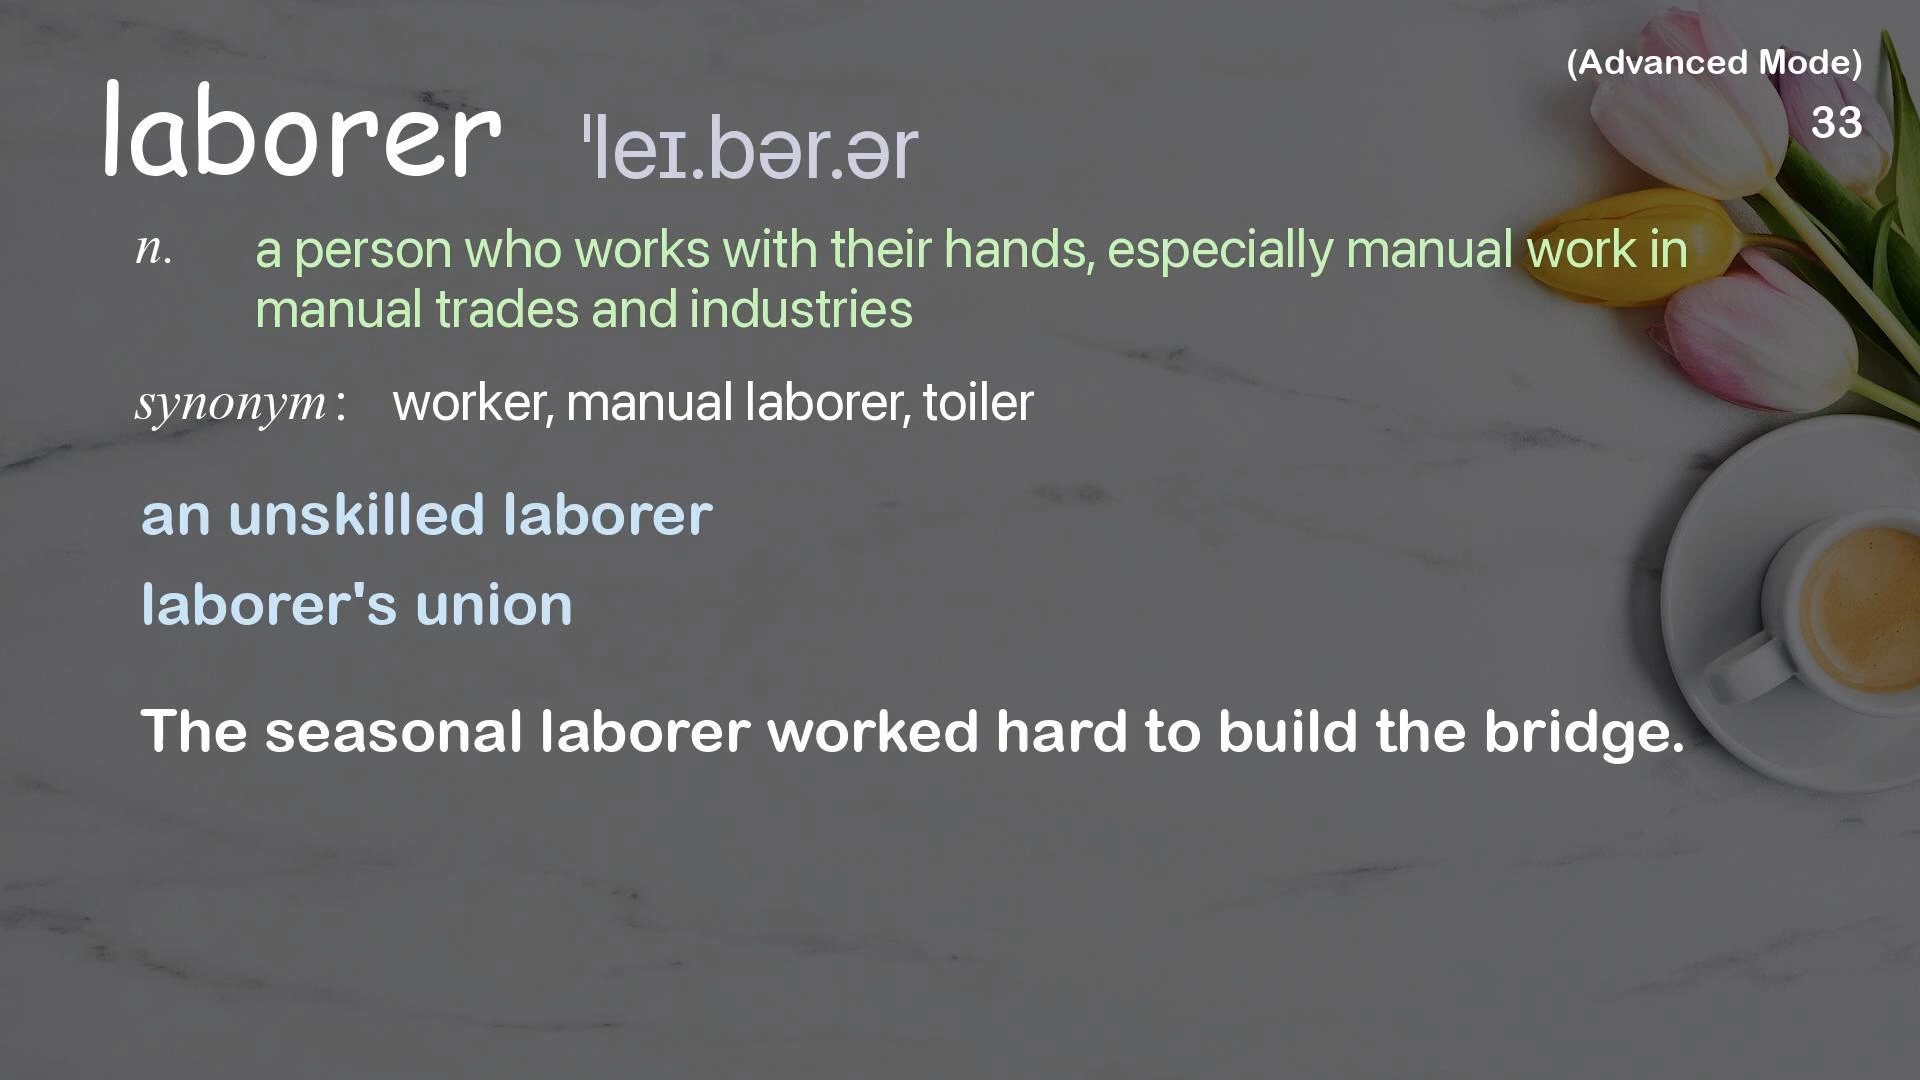 (Advanced Mode)
33
laborer ˈleɪ.bər.ər
n. a person who works with their hands, especially manual work in
manual trades and industries
synonym: worker, manual laborer, toiler
an unskilled laborer
laborer's union
The seasonal laborer worked hard to build the bridge.